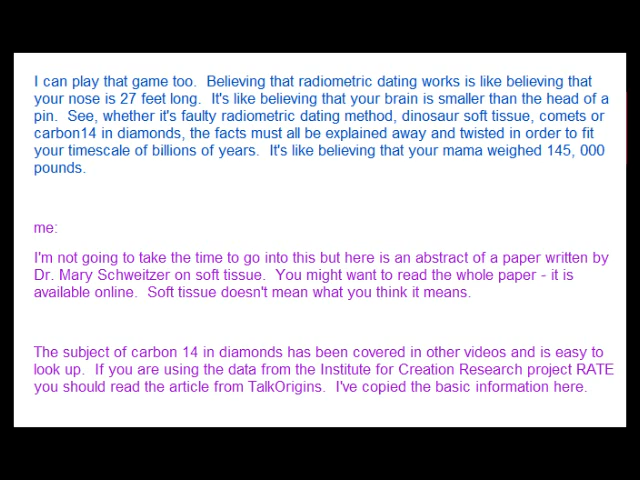 I can play that game too.  Believing that radiometric dating works is like believing that
your nose is 27 feet long.  It's like believing that your brain is smaller than the head of a
pin.  See, whether it's faulty radiometric dating method, dinosaur soft tissue, comets or
carbon14 in diamonds, the facts must all be explained away and twisted in order to fit
your timescale of billions of years.  It's like believing that your mama weighed 145, 000
pounds.
me:
I'm not going to take the time to go into this but here is an abstract of a paper written by
Dr. Mary Schweitzer on soft tissue.  You might want to read the whole paper - it is
available online.  Soft tissue doesn't mean what you think it means.
The subject of carbon 14 in diamonds has been covered in other videos and is easy to
look up.  If you are using the data from the Institute for Creation Research project RATE
you should read the article from TalkOrigins.  I've copied the basic information here.